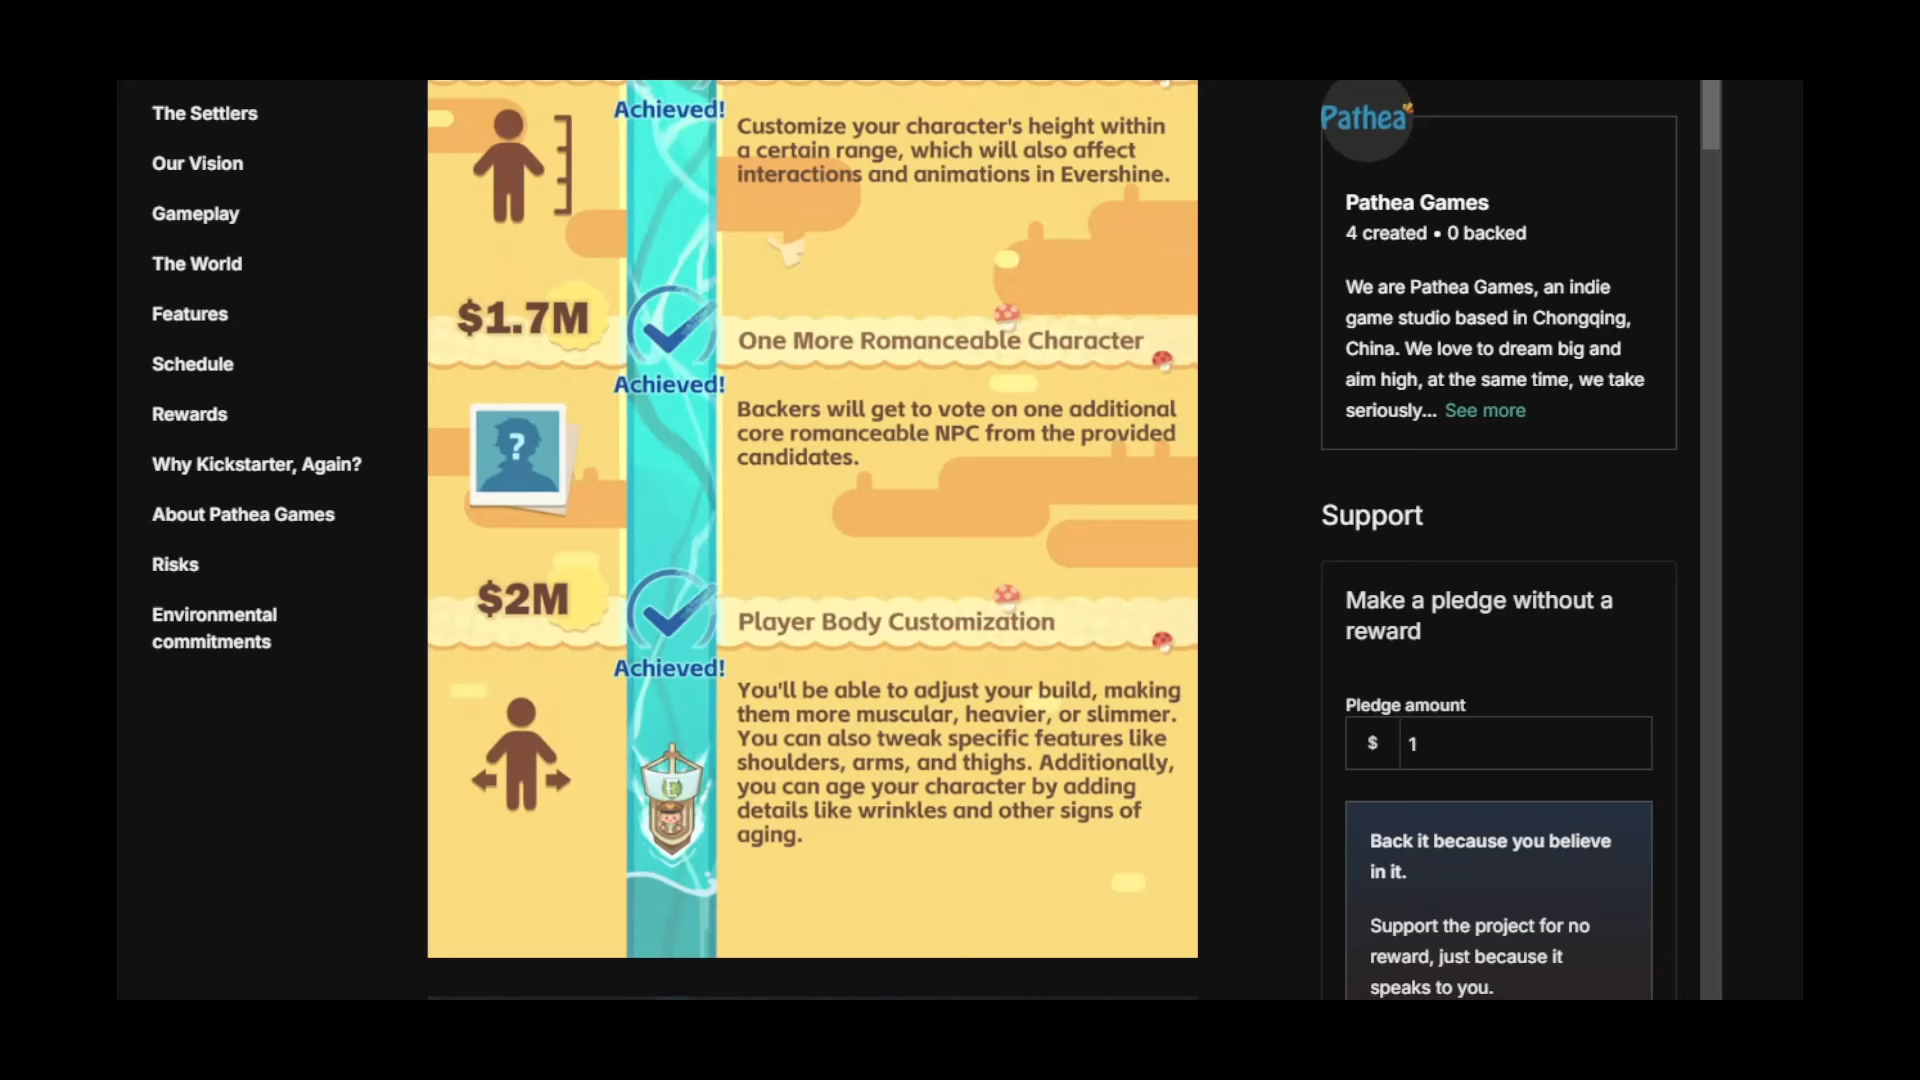 The Settlers
Our Vision
Gameplay
The World
Features
Schedule
Rewards
Why Kickstarter, Again?
About Pathea Games
Risks
Environmental
commitments
Achieved!
Customize your character's height within
a certain range, which will also affect
interactions and animations in Evershine.
$1.7M
One More Romanceable Character
Achieved!
Backers will get to vote on one additional
core romanceable NPC from the provided
candidates.
$2M
Player Body Customization
Achieved!
You'll be able to adjust your build, making
them more muscular, heavier, or slimmer.
You can also tweak specific features like
shoulders, arms, and thighs. Additionally,
you can age your character by adding
details like wrinkles and other signs of
aging.
Pathea
Pathea Games
4 created • 0 backed
We are Pathea Games, an indie
game studio based in Chongqing,
China. We love to dream big and
aim high, at the same time, we take
seriously... See more
Support
Make a pledge without a
reward
Pledge amount
$ 1
Back it because you believe
in it.
Support the project for no
reward, just because it
speaks to you.